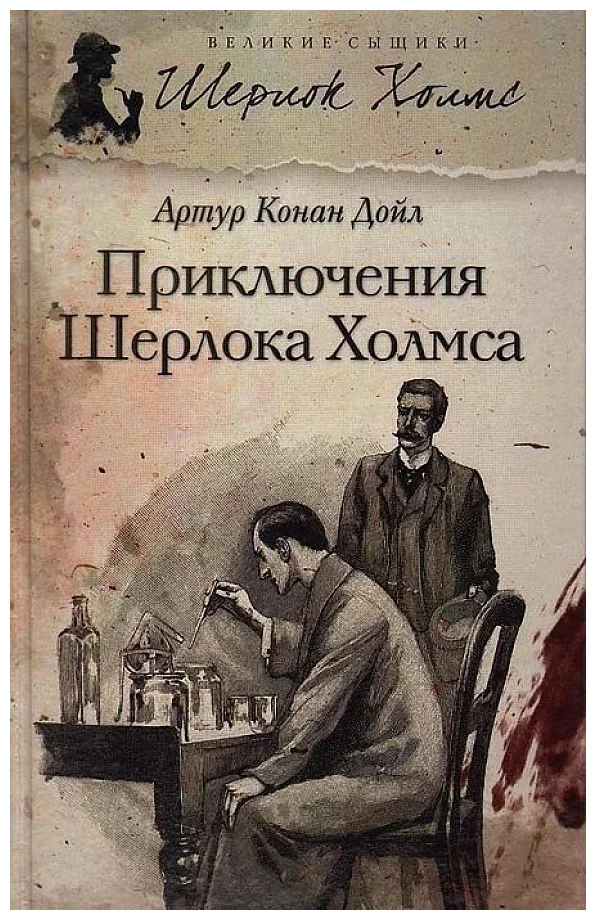 ВЕЛИКИЕ·СЫЩИКИ·
Шерлок Холмс
Артур Конан Дойл
Приключения
Шерлока Холмса